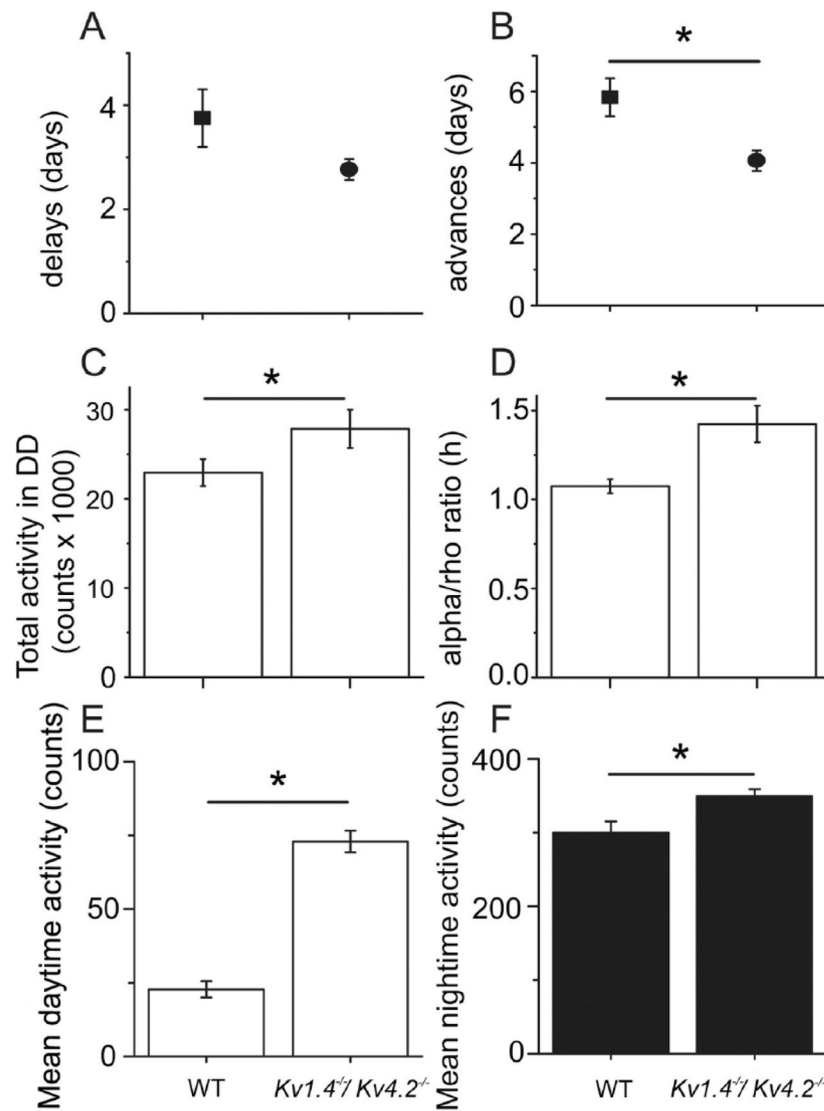 A
delays (days)
4
2
0
B
*
advances (days)
6
4
2
0
C
*
Total activity in DD
(counts x 1000)
30
20
10
0
D
*
alpha/rho ratio (h)
1.5
1.0
0.5
0.0
E
*
Mean daytime activity (counts)
100
50
0
WT
Kv1.4-/-/ Kv4.2-/-
F
*
Mean nightime activity (counts)
400
200
0
WT
Kv1.4-/-/ Kv4.2-/-